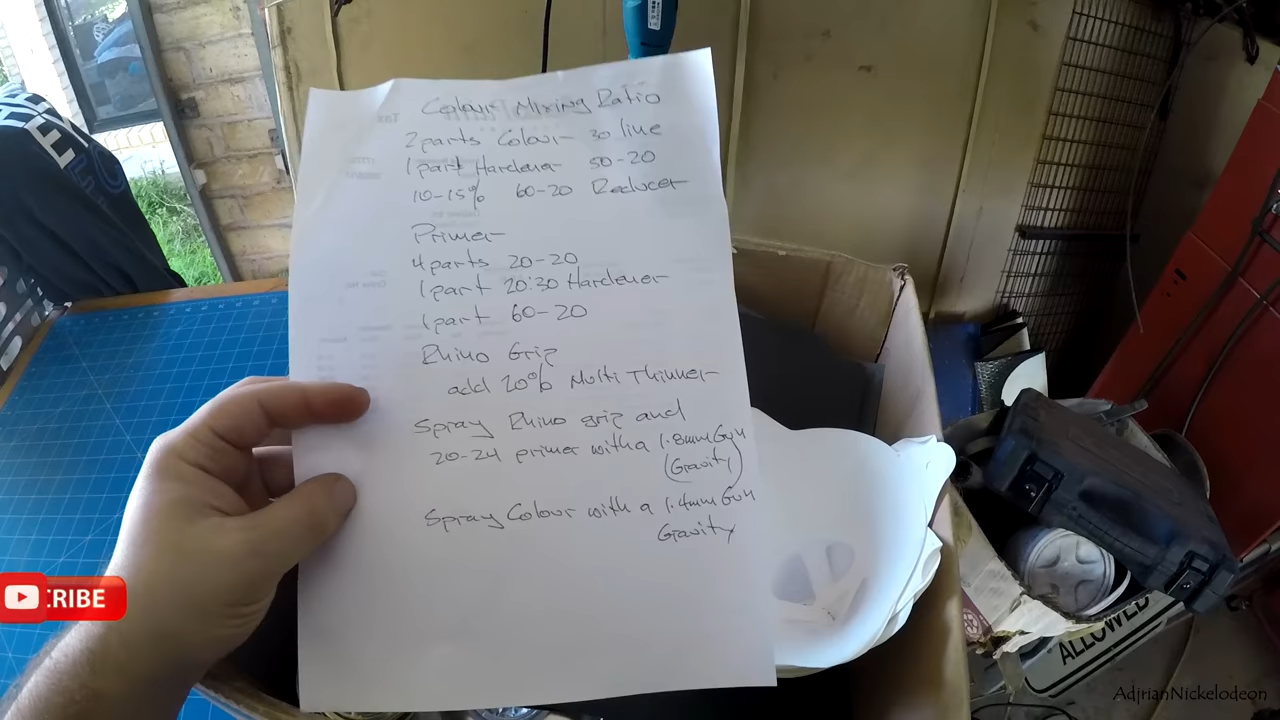 Colour Mixing Ratio
2 parts Colour 30 line
1 part Hardener 50-20
10-15% 60-20 Reducer
Primer
4 parts 20-20
1 part 20:30 Hardener
1 part 60-20
Rhino Grip
add 20% Multi Thinner
Spray Rhino grip and
20-24 primer with a 1.8mm Gun
(Gravity)
Spray Colour with a 1.4mm Gun
Gravity
CRIBE
ALLOWED
AdjrianNickelodeon